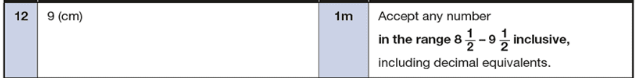 12 9 (cm) 1m Accept any number
in the range 8 1/2 – 9 1/2 inclusive,
including decimal equivalents.